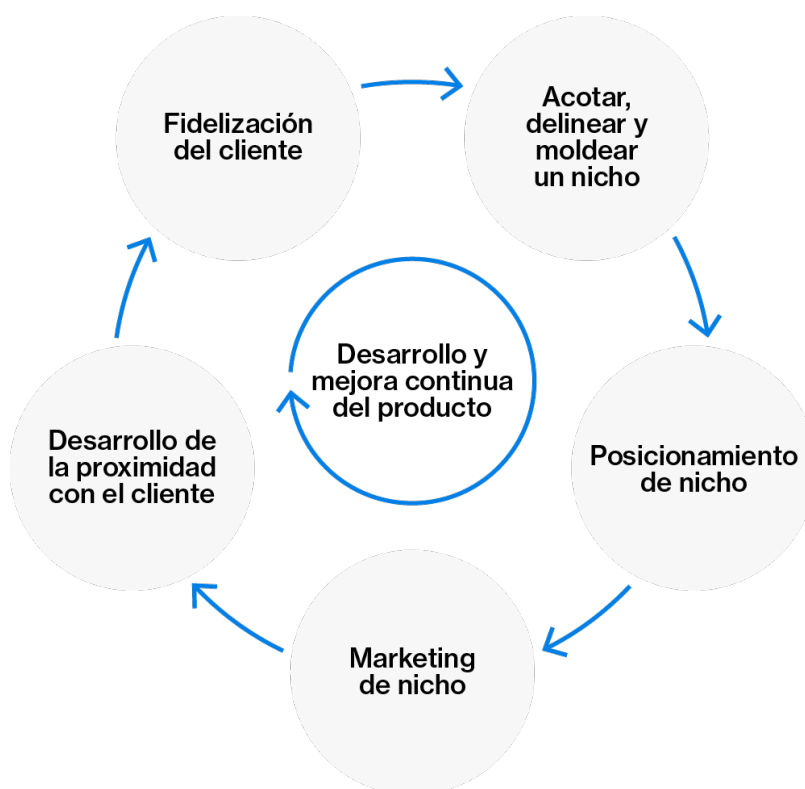 Fidelización
del cliente
Acotar,
delinear y
moldear
un nicho
Desarrollo y
mejora continua
del producto
Desarrollo de
la proximidad
con el cliente
Posicionamiento
de nicho
Marketing
de nicho